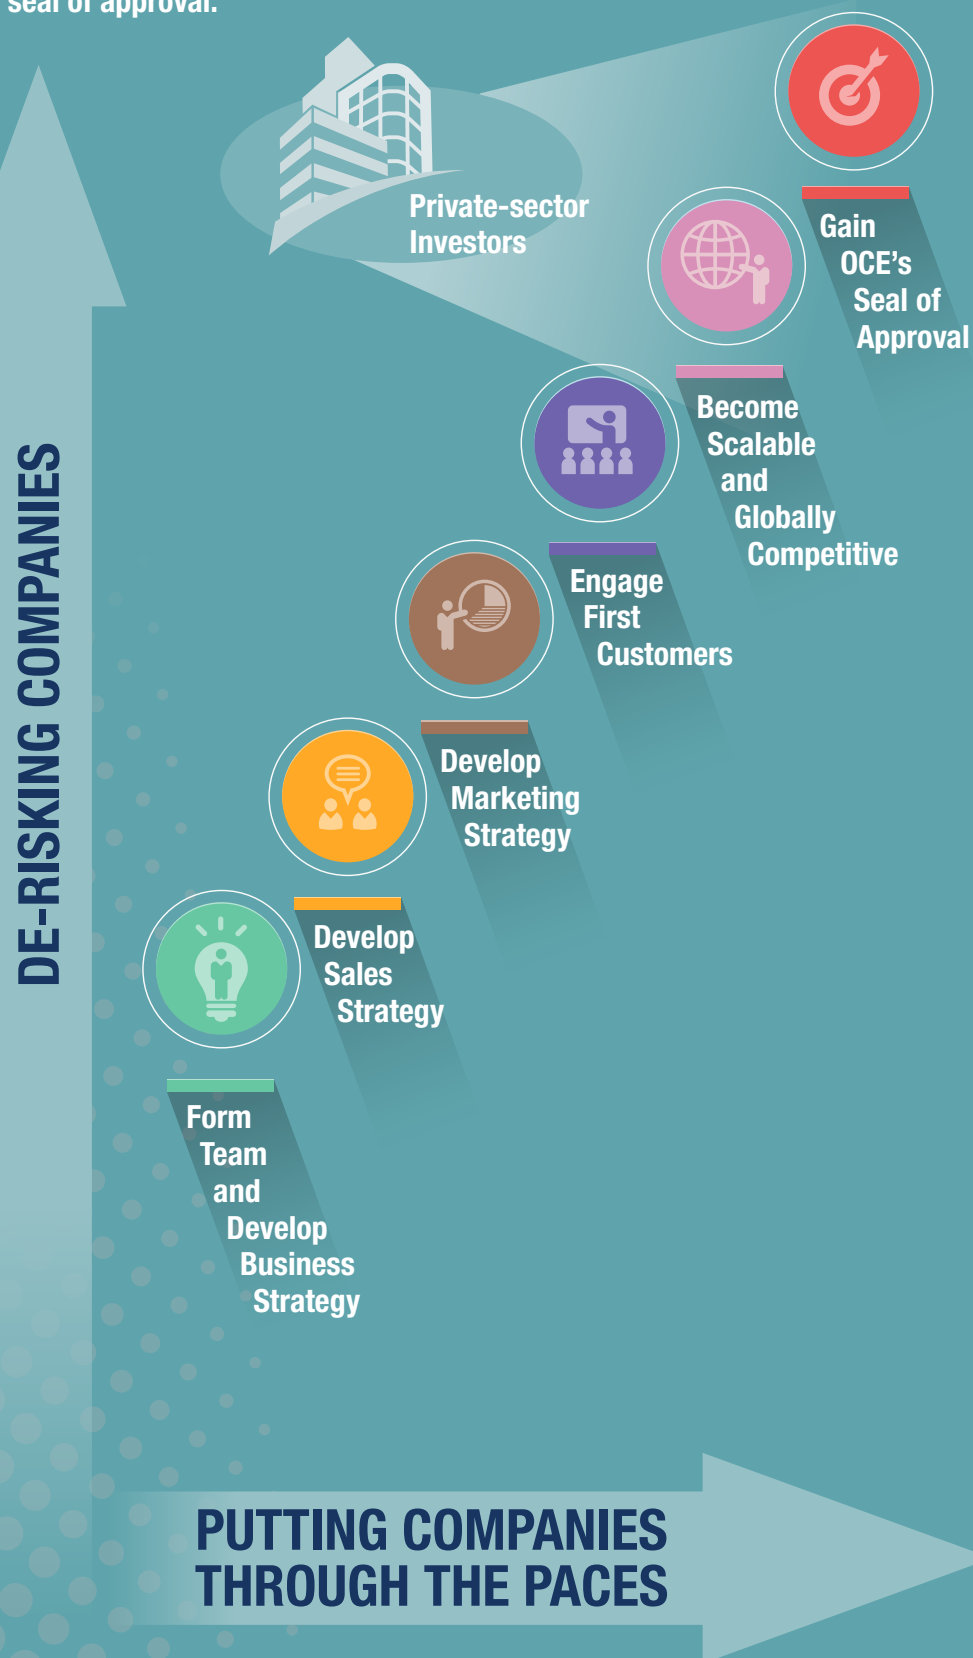 seal of approval.
Private-sector
Investors
Gain
OCE's
Seal of
Approval
Become
Scalable
and
Globally
Competitive
Engage
First
Customers
Develop
Marketing
Strategy
Develop
Sales
Strategy
Form
Team
and
Develop
Business
Strategy
DE-RISKING COMPANIES
PUTTING COMPANIES
THROUGH THE PACES